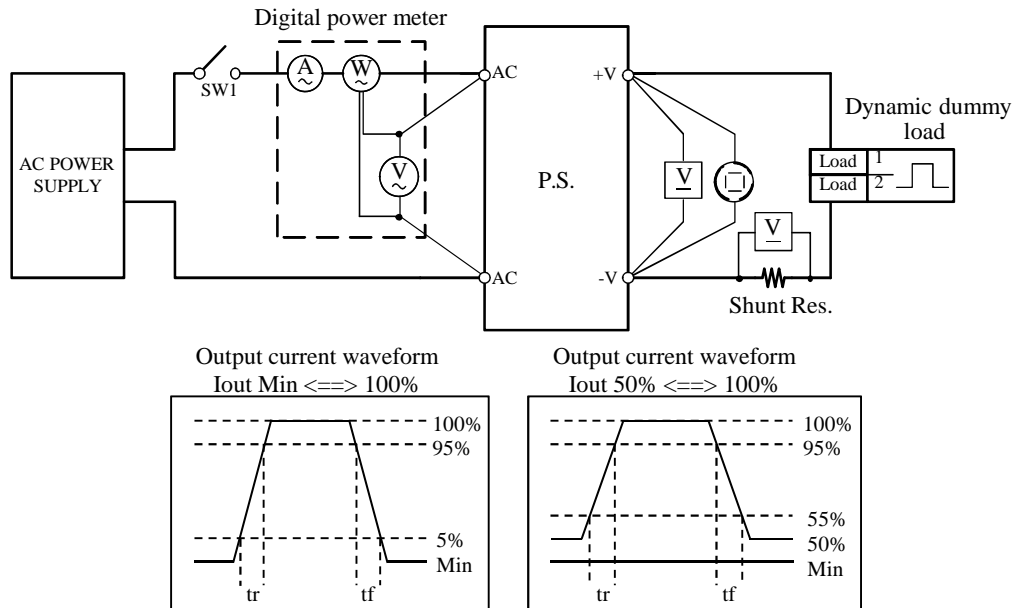 Digital power meter
A
W
SW1
AC
+V
AC POWER
SUPPLY
V
P.S.
V
Dynamic dummy
load
Load 1
Load 2
V
AC
-V
Shunt Res.
Output current waveform
Iout Min <==> 100%
100%
95%
5%
Min
tr
tf
Output current waveform
Iout 50% <==> 100%
100%
95%
55%
50%
Min
tr
tf